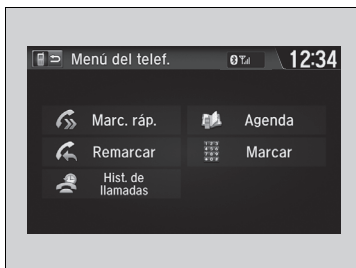 Menú del telef.
12:34
Marc. ráp.
Agenda
Remarcar
Marcar
Hist. de
llamadas